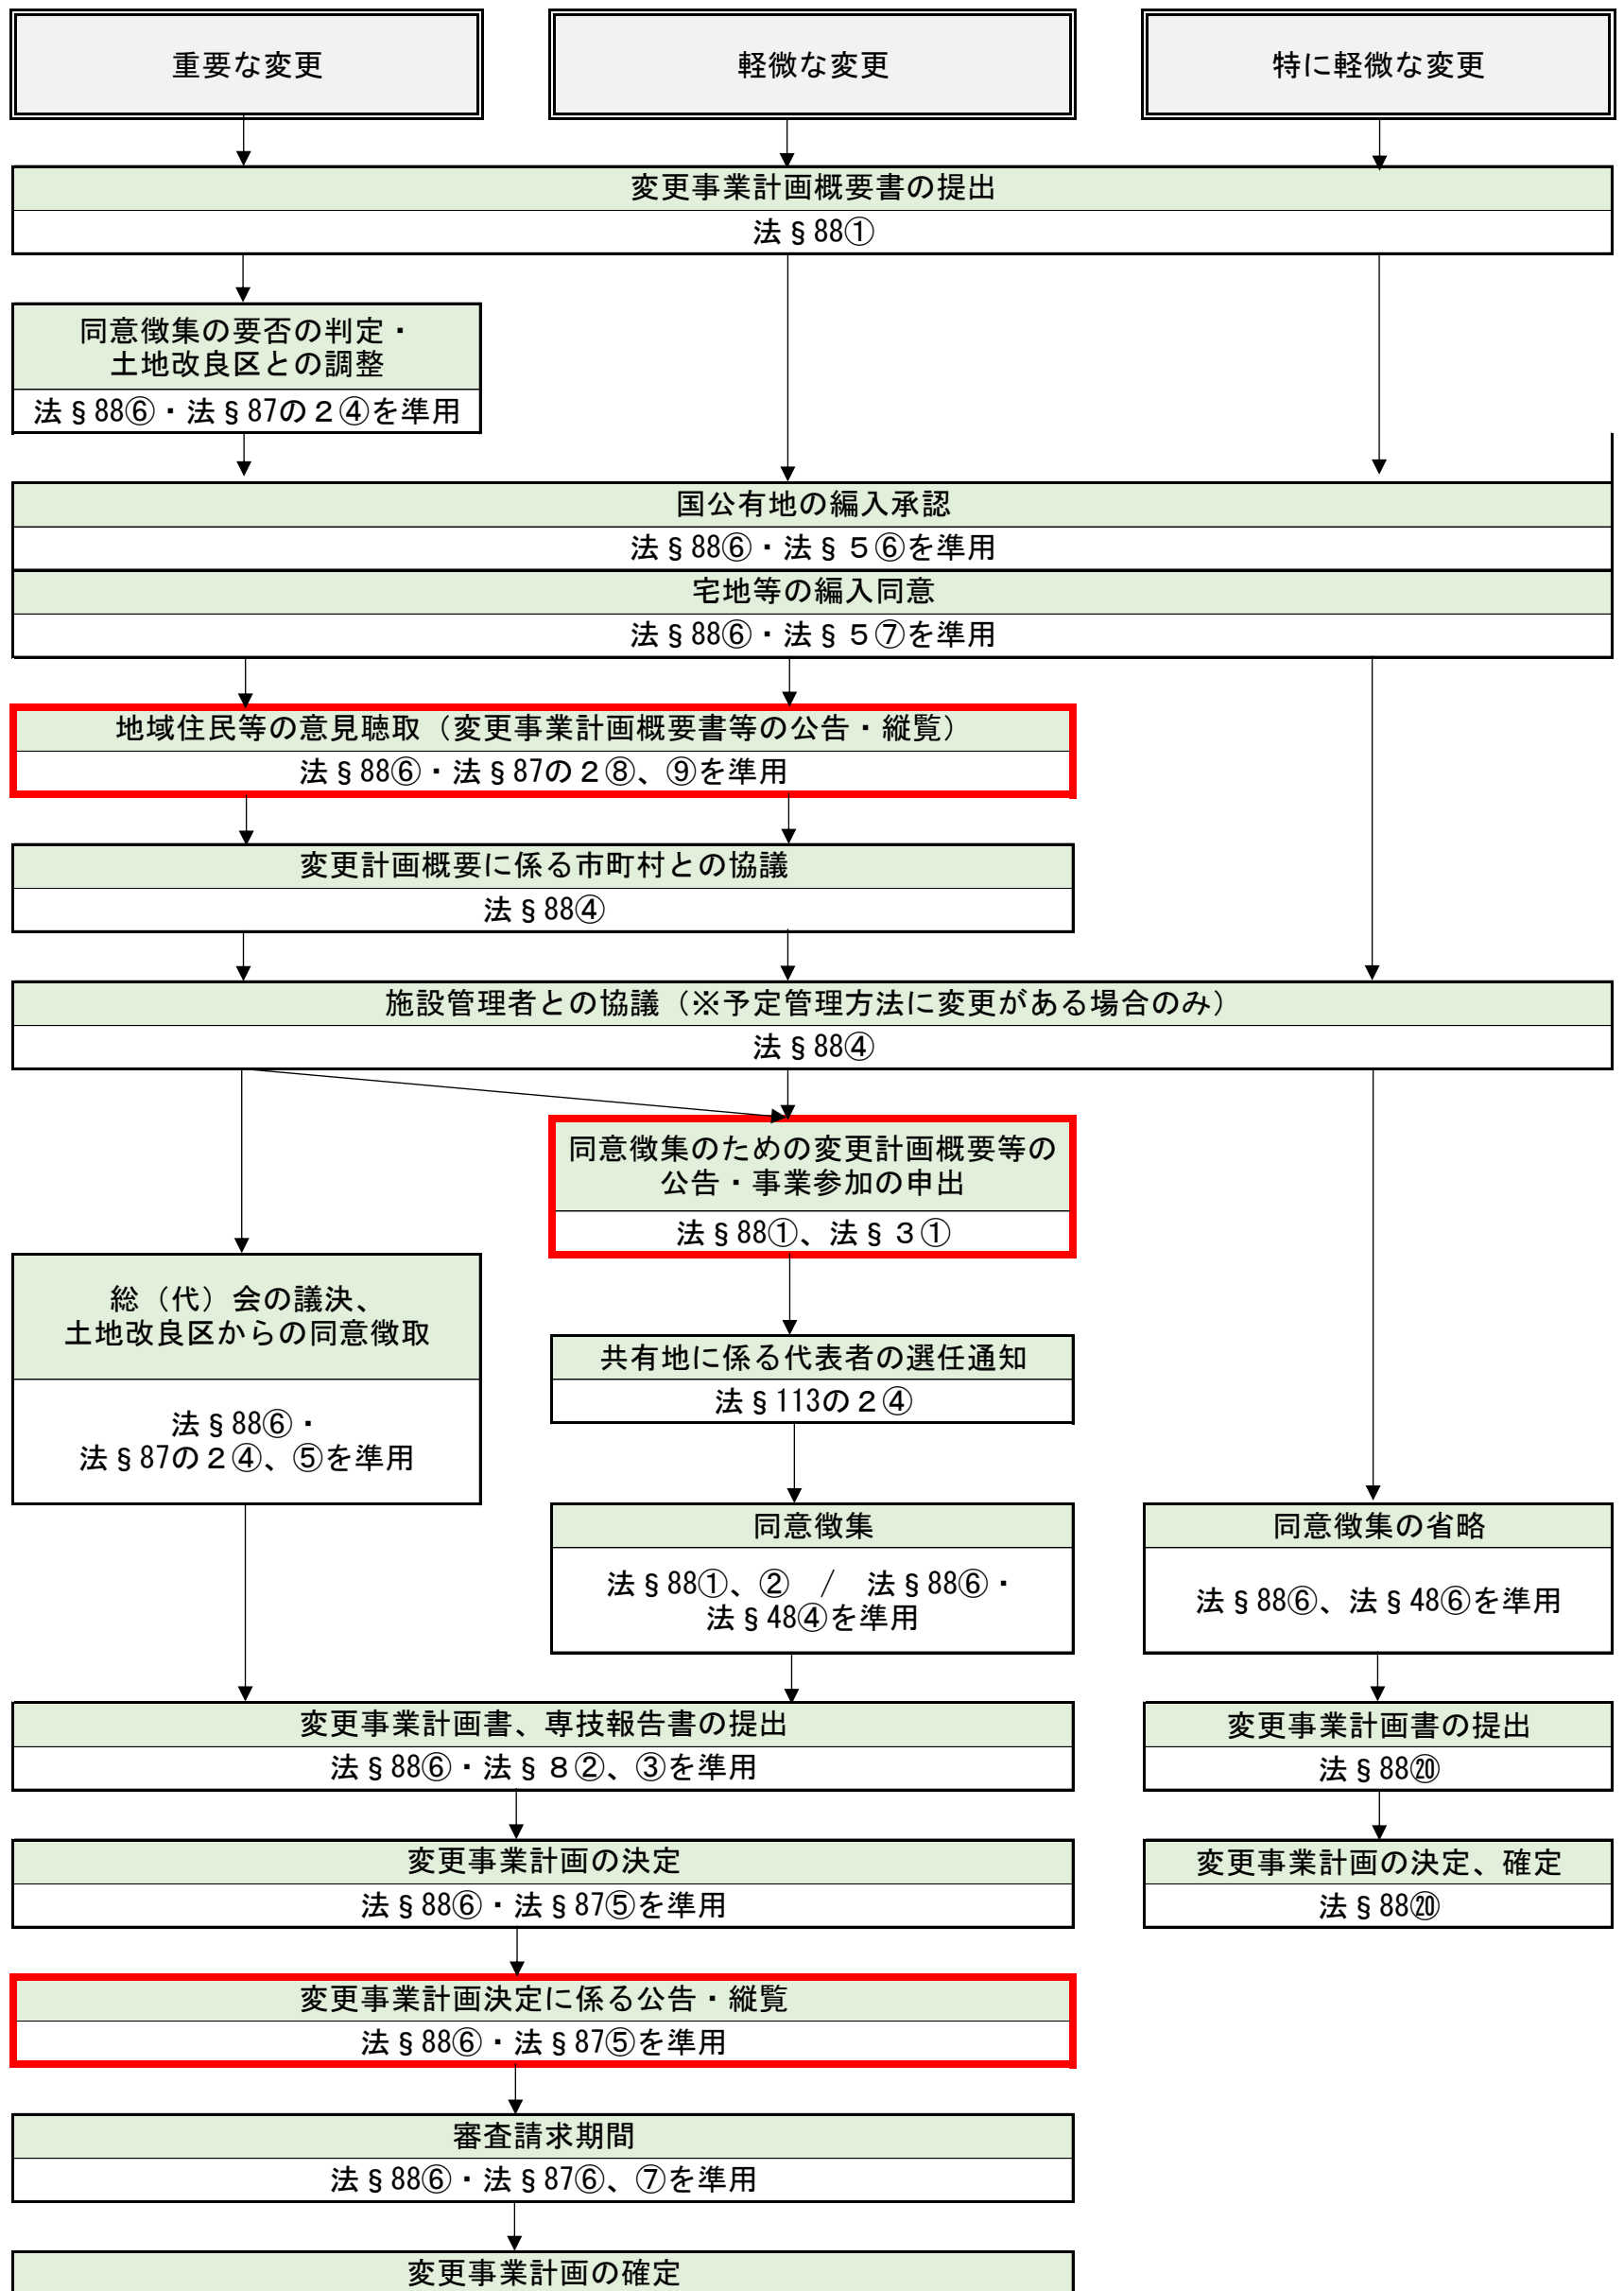 重要な変更
軽微な変更
特に軽微な変更
変更事業計画概要書の提出
法§88①
同意徴集の要否の判定・
土地改良区との調整
法§88⑥・法§87の２④を準用
国公有地の編入承認
法§88⑥・法§５⑥を準用
宅地等の編入同意
法§88⑥・法§５⑦を準用
地域住民等の意見聴取（変更事業計画概要書等の公告・縦覧）
法§88⑥・法§87の２⑧、⑨を準用
変更計画概要に係る市町村との協議
法§88④
施設管理者との協議（※予定管理方法に変更がある場合のみ）
法§88④
同意徴集のための変更計画概要等の
公告・事業参加の申出
法§88①、法§３①
総（代）会の議決、
土地改良区からの同意徴取
法§88⑥・
法§87の２④、⑤を準用
共有地に係る代表者の選任通知
法§113の２④
同意徴集
法§88①、②　/　法§88⑥・
法§48④を準用
同意徴集の省略
法§88⑥、法§48⑥を準用
変更事業計画書、専技報告書の提出
法§88⑥・法§８②、③を準用
変更事業計画書の提出
法§88⑳
変更事業計画の決定
法§88⑥・法§87⑤を準用
変更事業計画の決定、確定
法§88⑳
変更事業計画決定に係る公告・縦覧
法§88⑥・法§87⑤を準用
審査請求期間
法§88⑥・法§87⑥、⑦を準用
変更事業計画の確定